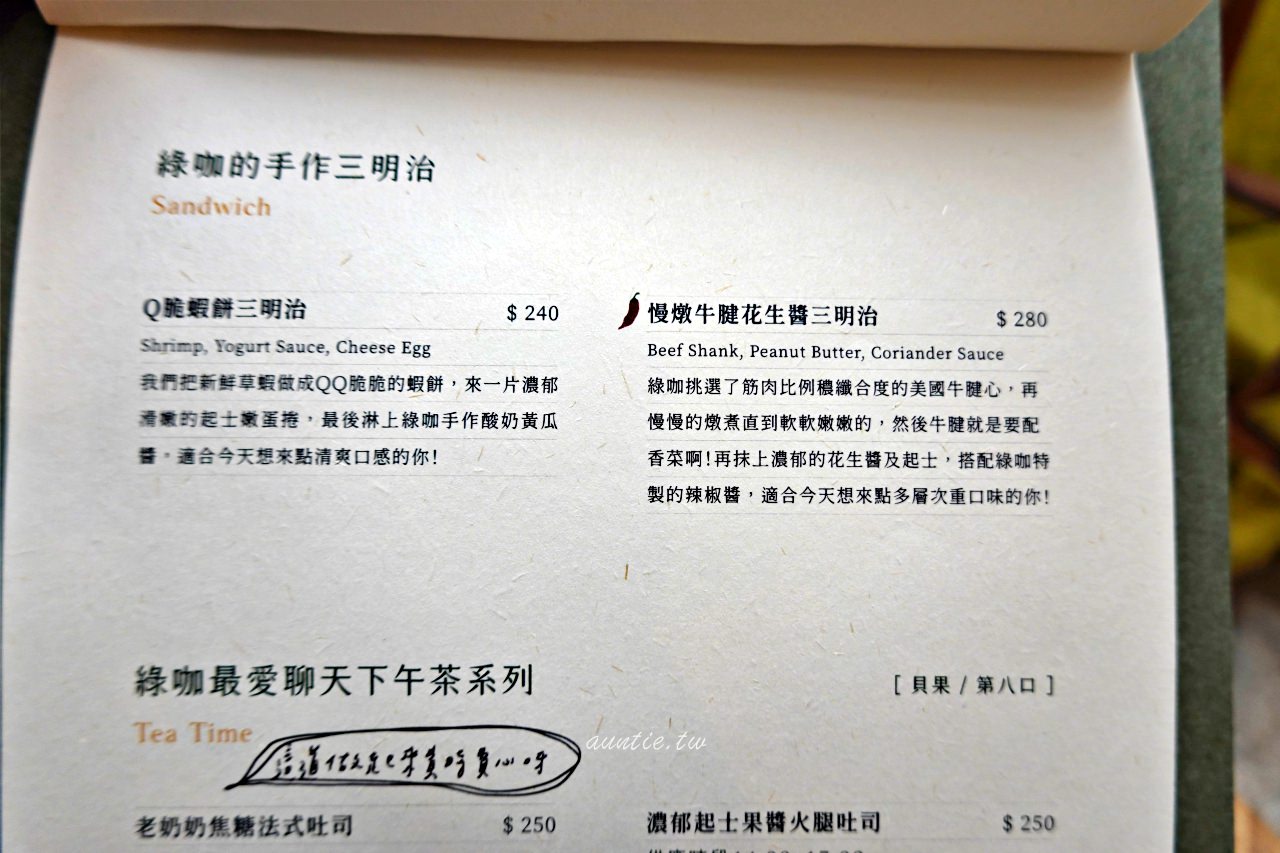 綠咖的手作三明治
Sandwich
Q脆蝦餅三明治 $ 240
Shrimp, Yogurt Sauce, Cheese Egg
我們把新鮮草蝦做成QQ脆脆的蝦餅，來一片濃郁
滑嫩的起士嫩蛋捲，最後淋上綠咖手作酸奶黃瓜
醬。適合今天想來點清爽口感的你！
慢燉牛腱花生醬三明治 $ 280
Beef Shank, Peanut Butter, Coriander Sauce
綠咖挑選了筋肉比例穠纖合度的美國牛腱心，再
慢慢的燉煮直到軟軟嫩嫩的，然後牛腱就是要配
香菜啊！再抹上濃郁的花生醬及起士，搭配綠咖特
製的辣椒醬，適合今天想來點多層次重口味的你！
綠咖最愛聊天下午茶系列
[ 貝果 / 第八口 ]
Tea Time
auntie.tw
老奶奶焦糖法式吐司 $ 250
濃郁起士果醬火腿吐司 $ 250